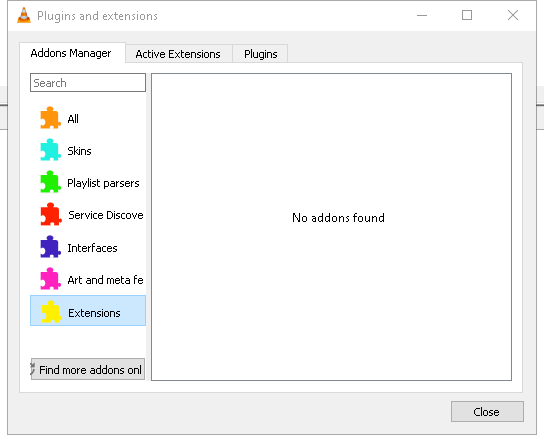 Plugins and extensions
Addons Manager
Active Extensions
Plugins
Search
All
Skins
Playlist parsers
Service Discove
Interfaces
Art and meta fe
Extensions
No addons found
Find more addons onl
Close